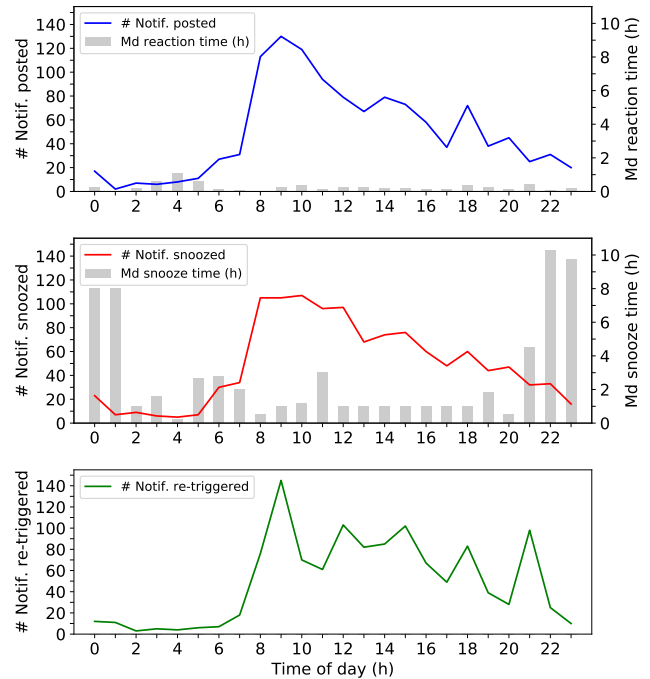 # Notif. posted
Md reaction time (h)
# Notif. posted
Md reaction time (h)
0 20 40 60 80 100 120 140
0 2 4 6 8 10
0 2 4 6 8 10 12 14 16 18 20 22
# Notif. snoozed
Md snooze time (h)
# Notif. snoozed
Md snooze time (h)
0 20 40 60 80 100 120 140
0 2 4 6 8 10
0 2 4 6 8 10 12 14 16 18 20 22
# Notif. re-triggered
# Notif. re-triggered
0 20 40 60 80 100 120 140
0 2 4 6 8 10 12 14 16 18 20 22
Time of day (h)